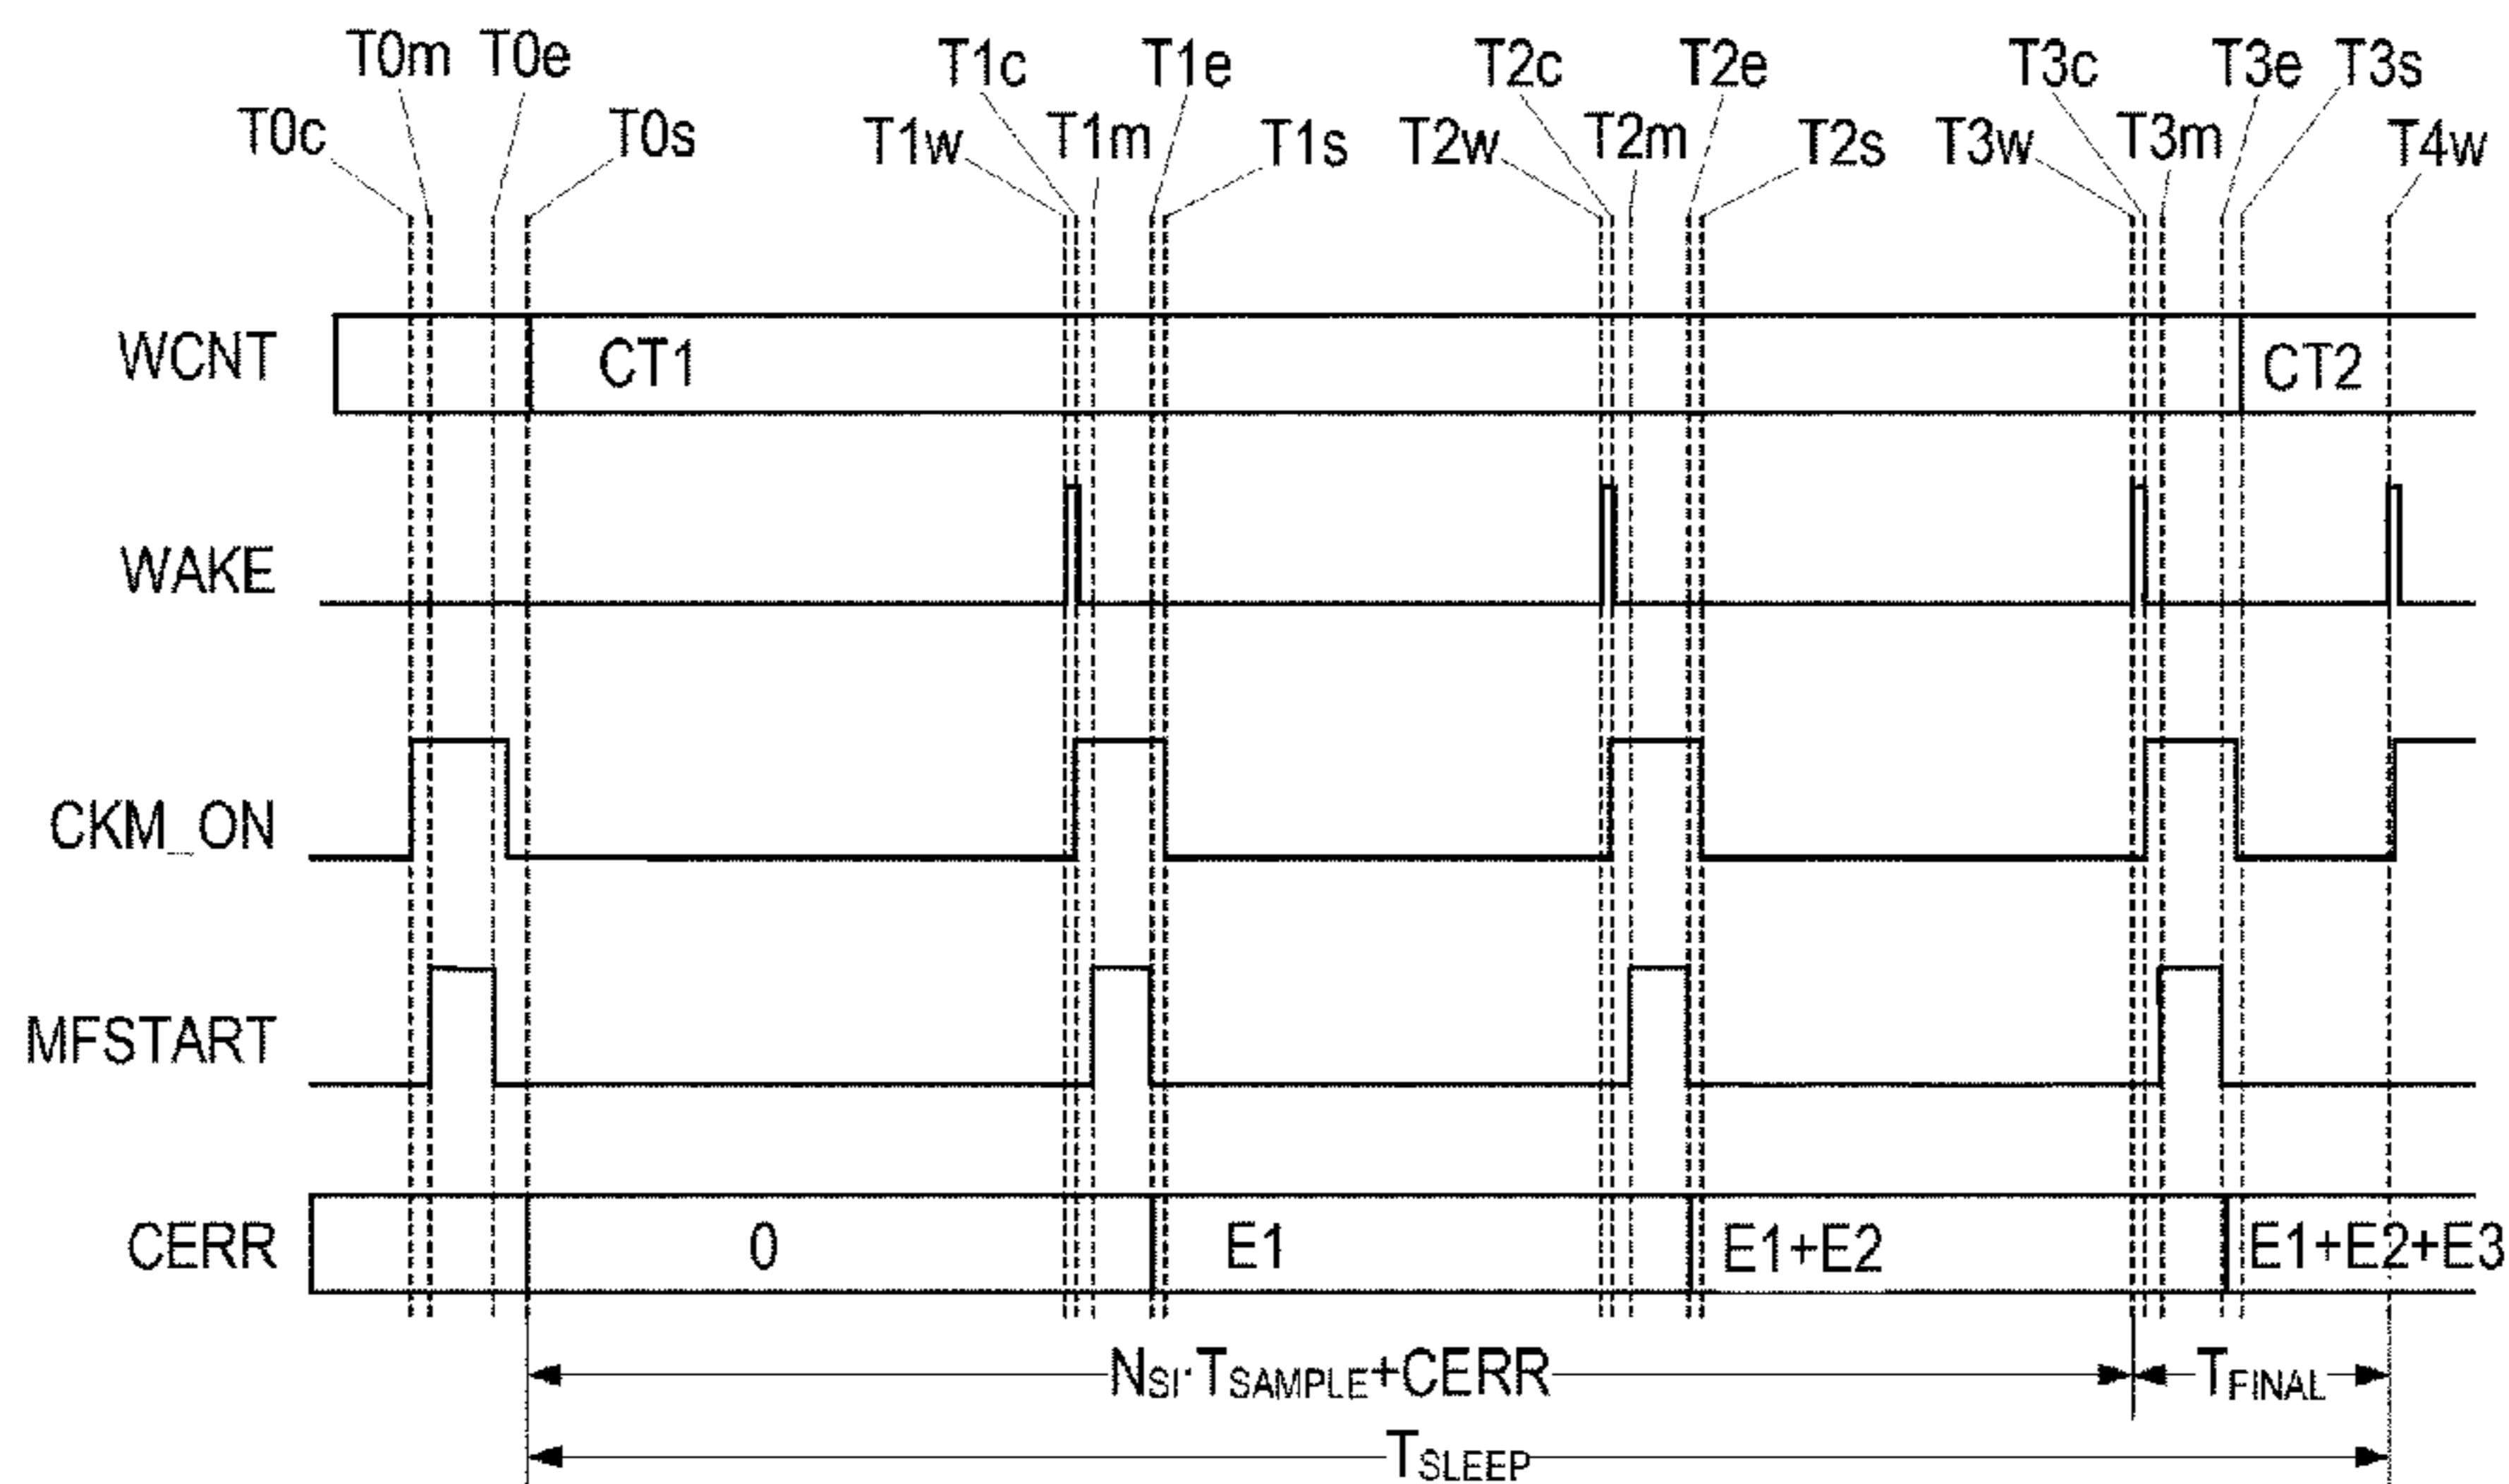 T0m T0e T1c T1e T2c T2e T3c T3e T3s
T0c T0s T1w T1m T1s T2w T2m T2s T3w T3m T4w
WCNT CT1 CT2
WAKE
CKM_ON
MFSTART
CERR 0 E1 E1+E2 E1+E2+E3
NSI·TSAMPLE+CERR TFINAL
TSLEEP